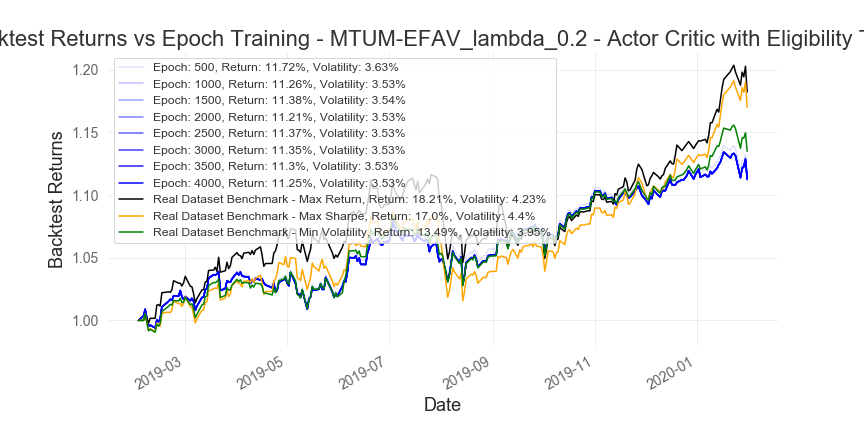 ktest Returns vs Epoch Training - MTUM-EFAV_lambda_0.2 - Actor Critic with Eligibility T
Epoch: 500, Return: 11.72%, Volatility: 3.63%
Epoch: 1000, Return: 11.26%, Volatility: 3.53%
Epoch: 1500, Return: 11.38%, Volatility: 3.54%
Epoch: 2000, Return: 11.21%, Volatility: 3.53%
Epoch: 2500, Return: 11.37%, Volatility: 3.53%
Epoch: 3000, Return: 11.35%, Volatility: 3.53%
Epoch: 3500, Return: 11.3%, Volatility: 3.53%
Epoch: 4000, Return: 11.25%, Volatility: 3.53%
Real Dataset Benchmark - Max Return, Return: 18.21%, Volatility: 4.23%
Real Dataset Benchmark - Max Sharpe, Return: 17.0%, Volatility: 4.4%
Real Dataset Benchmark - Min Volatility, Return: 13.49%, Volatility: 3.95%
Backtest Returns
1.20
1.15
1.10
1.05
1.00
2019-03
2019-05
2019-07
2019-09
2019-11
2020-01
Date